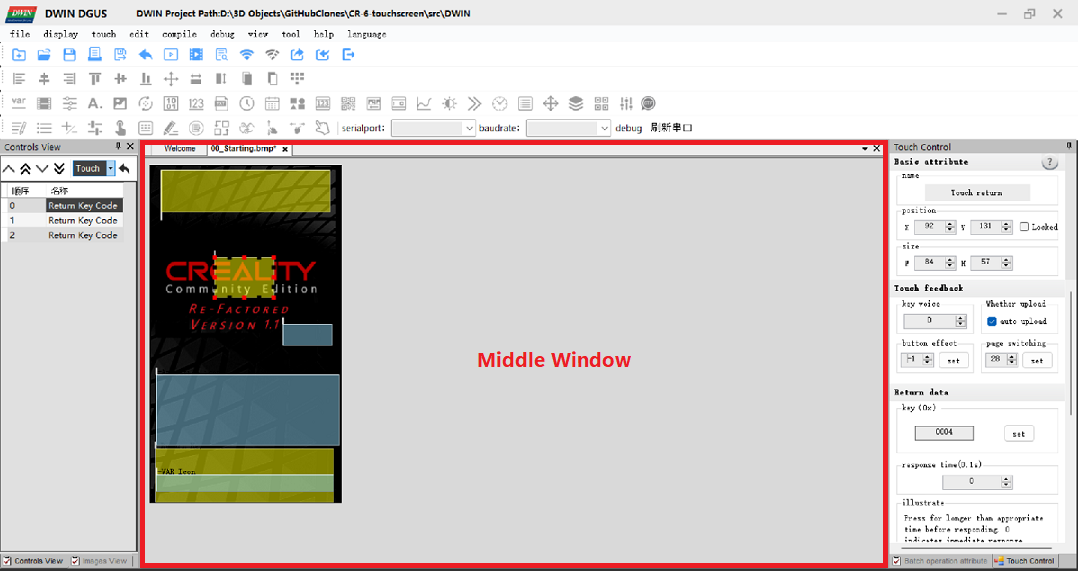 DWIN DWIN DGUS DWIN Project Path:D:\3D Objects\GitHubClones\CR-6-touchscreen\src\DWIN
file display touch edit compile debug view tool help language
serialport: baudrate: debug 刷新串口
Controls View
Touch
顺序 名称
0 Return Key Code
1 Return Key Code
2 Return Key Code
Controls View Images View
Welcome 00_Starting.bmp*
CREALITY
Community Edition
Re-Factored
Version 1.1
VAR Icon
Middle Window
Touch Control
Basic attribute ?
name
Touch return
position
X 92 Y 131 Locked
size
W 84 H 57
Touch feedback
key voice Whether upload
0 auto upload
button effect page switching
-1 set 28 set
Return data
key(0x)
0004 set
response time(0.1s)
0
illustrate
Press for longer than appropriate
time before responding. 0
indicates immediate response
Batch operation attribute Touch Control